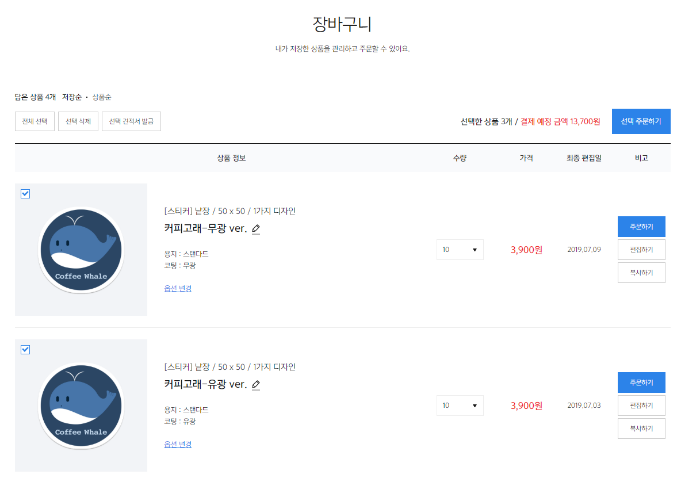 장바구니
내가 저장한 상품을 관리하고 주문할 수 있어요.
담은 상품 4개 저장순 • 상품순
전체 선택 선택 삭제 선택 견적서 발급
선택한 상품 3개 / 결제 예정 금액 13,700원 선택 주문하기
상품 정보 수량 가격 최종 편집일 비고
[스티커] 낱장 / 50 x 50 / 1가지 디자인
커피고래-무광 ver.
용지 : 스탠다드
코팅 : 무광
옵션 변경
Coffee Whale
10 3,900원 2019.07.09
주문하기
편집하기
복사하기
[스티커] 낱장 / 50 x 50 / 1가지 디자인
커피고래-유광 ver.
용지 : 스탠다드
코팅 : 유광
옵션 변경
Coffee Whale
10 3,900원 2019.07.03
주문하기
편집하기
복사하기